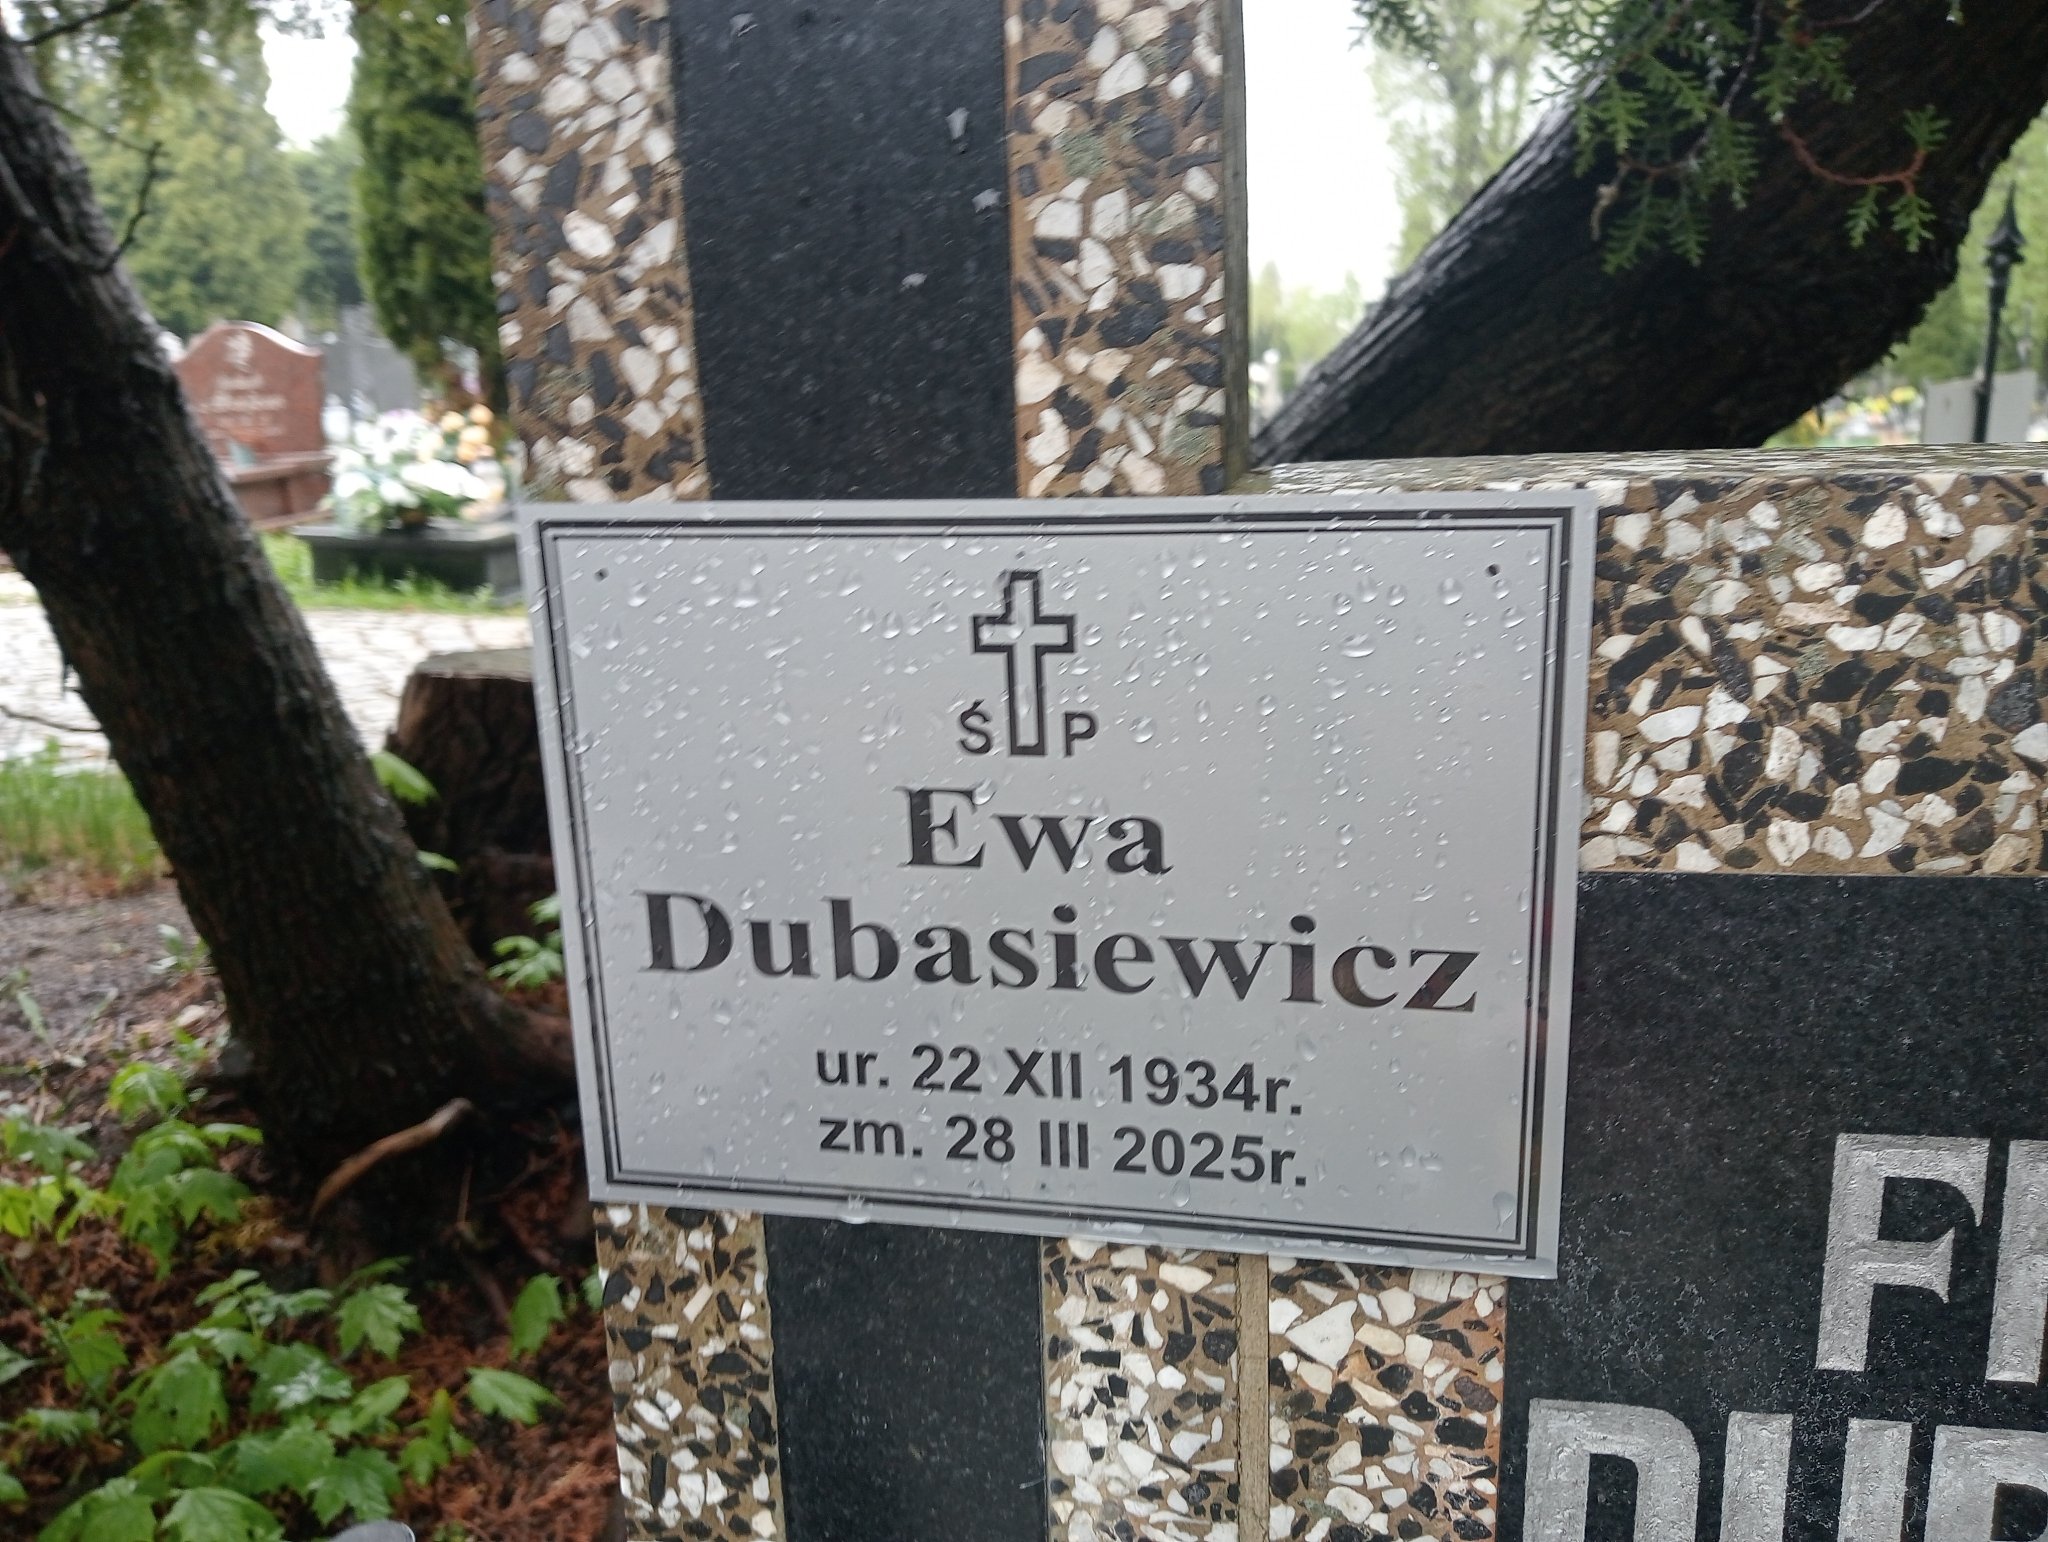 Ś P
Ewa
Dubasiewicz
ur. 22 XII 1934r.
zm. 28 III 2025r.